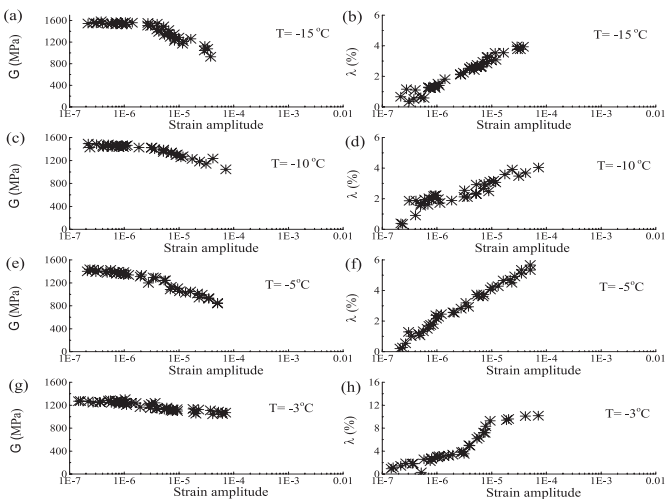 (a)
1600
1200
800
400
0
G (MPa)
T= -15 °C
1E-7 1E-6 1E-5 1E-4 1E-3 0.01
Strain amplitude
(b)
6
4
2
0
λ (%)
T= -15°C
1E-7 1E-6 1E-5 1E-4 1E-3 0.01
Strain amplitude
(c)
1600
1200
800
400
0
G (MPa)
T= -10 °C
1E-7 1E-6 1E-5 1E-4 1E-3 0.01
Strain amplitude
(d)
6
4
2
0
λ (%)
T= -10°C
1E-7 1E-6 1E-5 1E-4 1E-3 0.01
Strain amplitude
(e)
1600
1200
800
400
0
G (MPa)
T= -5°C
1E-7 1E-6 1E-5 1E-4 1E-3 0.01
Strain amplitude
(f)
6
4
2
0
λ (%)
T= -5°C
1E-7 1E-6 1E-5 1E-4 1E-3 0.01
Strain amplitude
(g)
1600
1200
800
400
0
G (MPa)
T= -3°C
1E-7 1E-6 1E-5 1E-4 1E-3 0.01
Strain amplitude
(h)
16
12
8
4
0
λ (%)
T= -3°C
1E-7 1E-6 1E-5 1E-4 1E-3 0.01
Strain amplitude